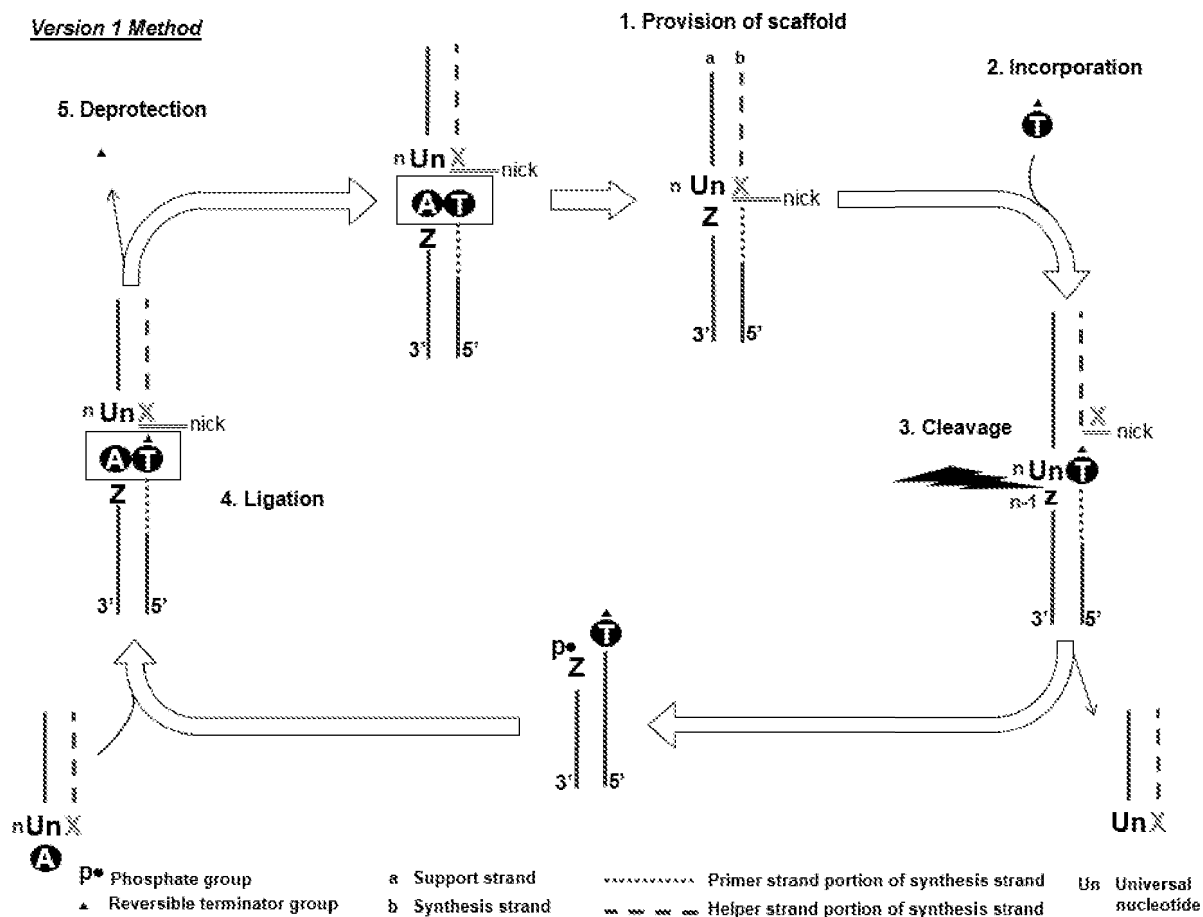 Version 1 Method
1. Provision of scaffold
a b
2. Incorporation
T
5. Deprotection
n Un X
nick
A T
Z
3' 5'
n Un X
nick
Z
3' 5'
n Un X
nick
A T
Z
4. Ligation
3' 5'
X
nick
3. Cleavage
n Un T
n-1 Z
3' 5'
T
p•
Z
3' 5'
n Un X
A
Un X
p• Phosphate group
Reversible terminator group
a Support strand
b Synthesis strand
Primer strand portion of synthesis strand
Helper strand portion of synthesis strand
Un Universal
nucleotide